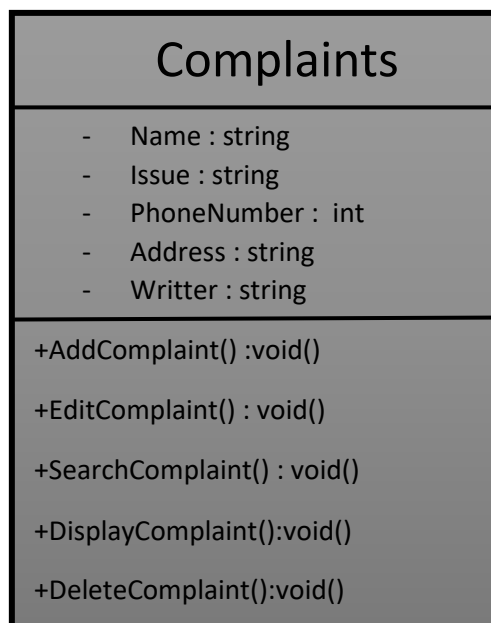 Complaints
- Name : string
- Issue : string
- PhoneNumber :  int
- Address : string
- Writter : string
+AddComplaint() :void()
+EditComplaint() : void()
+SearchComplaint() : void()
+DisplayComplaint():void()
+DeleteComplaint():void()